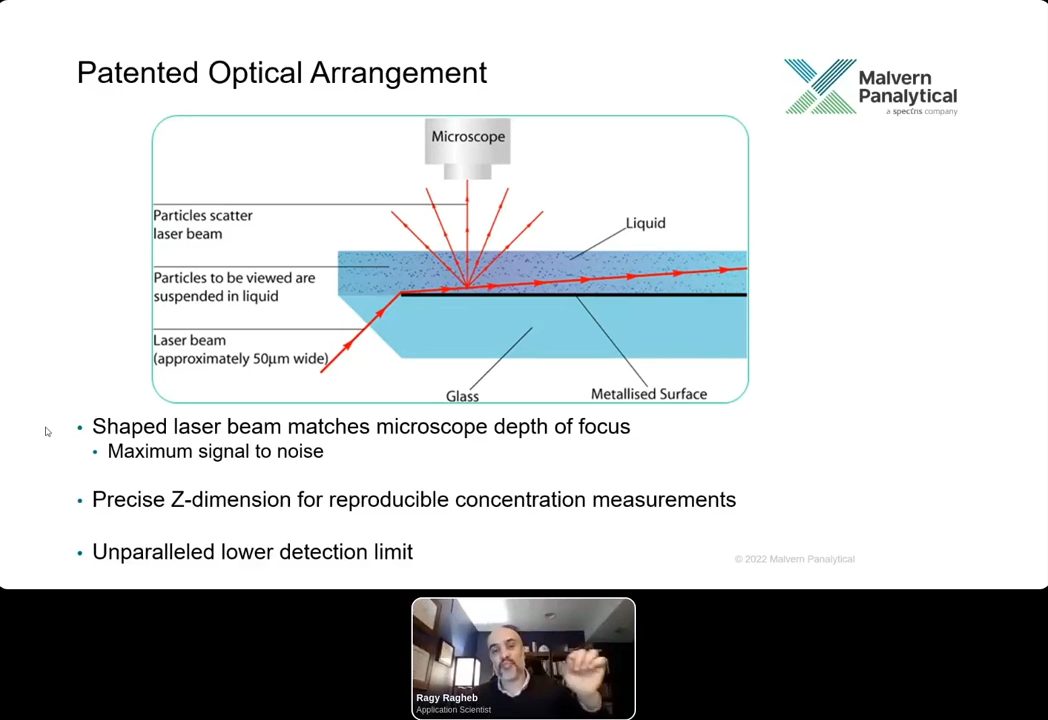 Patented Optical Arrangement
Malvern
Panalytical
a spectris company
Microscope
Particles scatter
laser beam
Liquid
Particles to be viewed are
suspended in liquid
Laser beam
(approximately 50μm wide)
Glass
Metallised Surface
• Shaped laser beam matches microscope depth of focus
• Maximum signal to noise
• Precise Z-dimension for reproducible concentration measurements
• Unparalleled lower detection limit
© 2022 Malvern Panalytical
Ragy Ragheb
Application Scientist